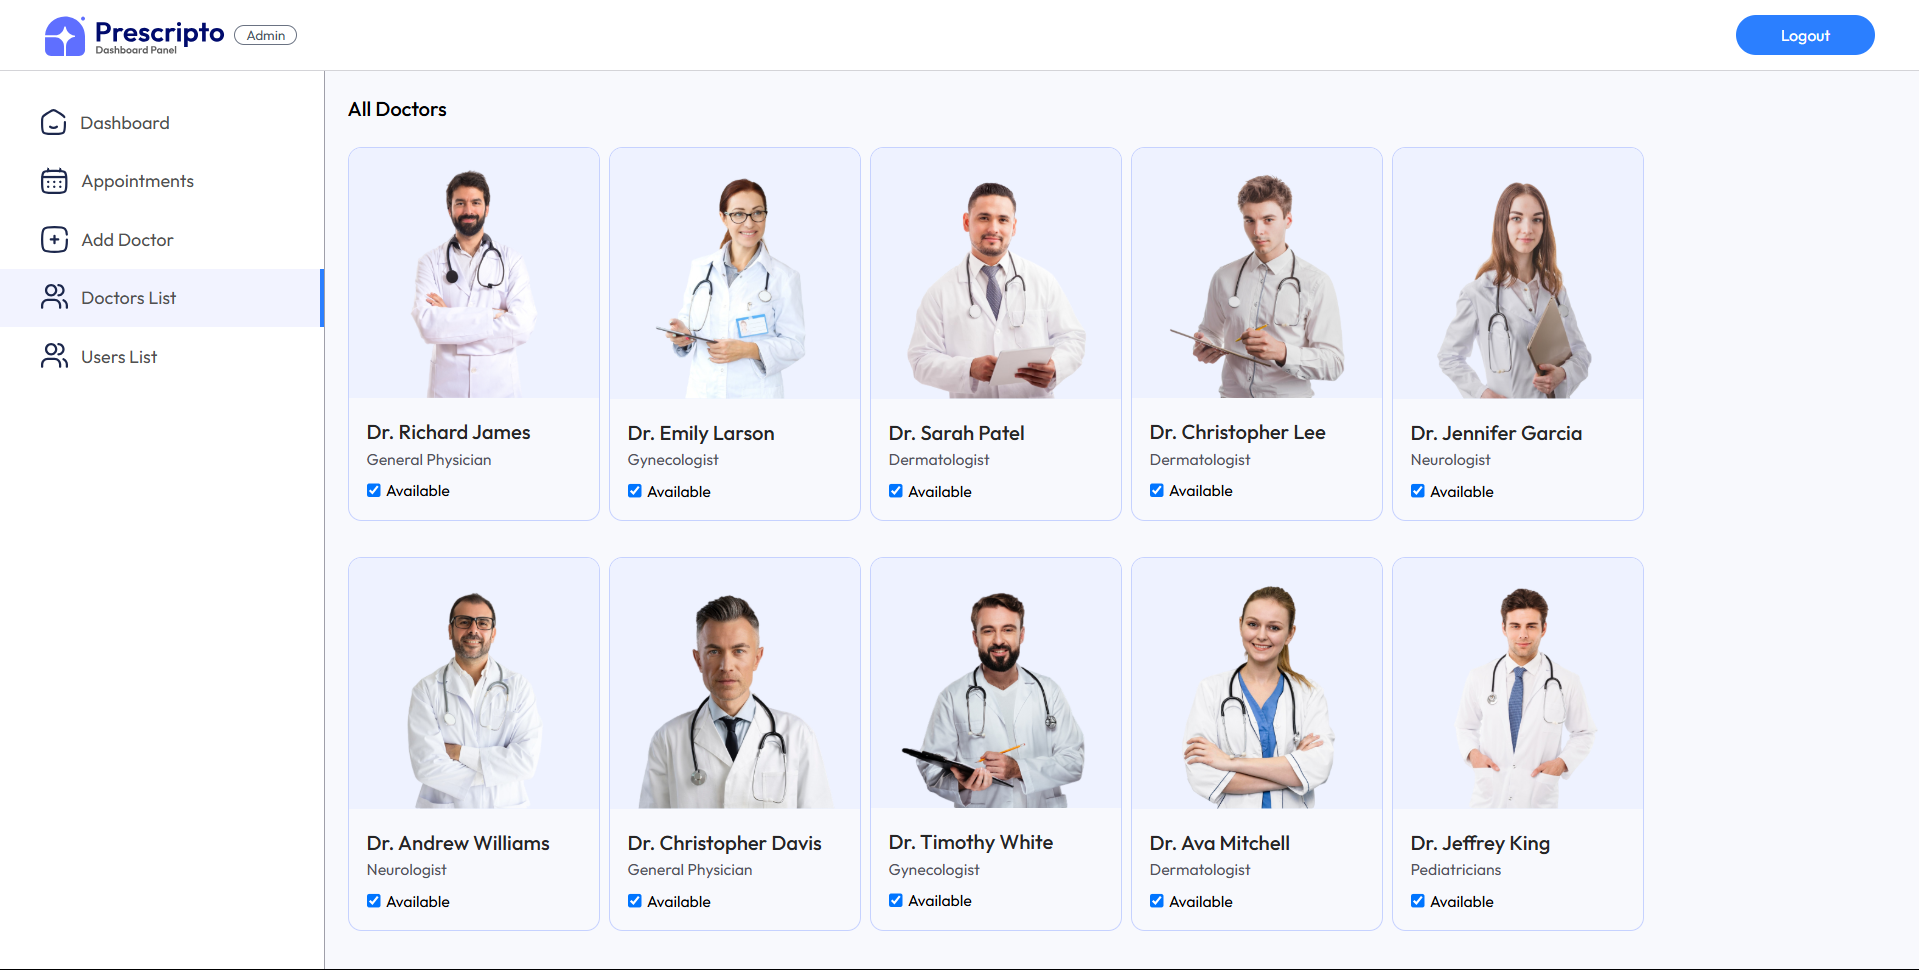 Prescripto
Dashboard Panel
Admin
Logout
Dashboard
Appointments
Add Doctor
Doctors List
Users List
All Doctors
Dr. Richard James
General Physician
Available
Dr. Emily Larson
Gynecologist
Available
Dr. Sarah Patel
Dermatologist
Available
Dr. Christopher Lee
Dermatologist
Available
Dr. Jennifer Garcia
Neurologist
Available
Dr. Andrew Williams
Neurologist
Available
Dr. Christopher Davis
General Physician
Available
Dr. Timothy White
Gynecologist
Available
Dr. Ava Mitchell
Dermatologist
Available
Dr. Jeffrey King
Pediatricians
Available